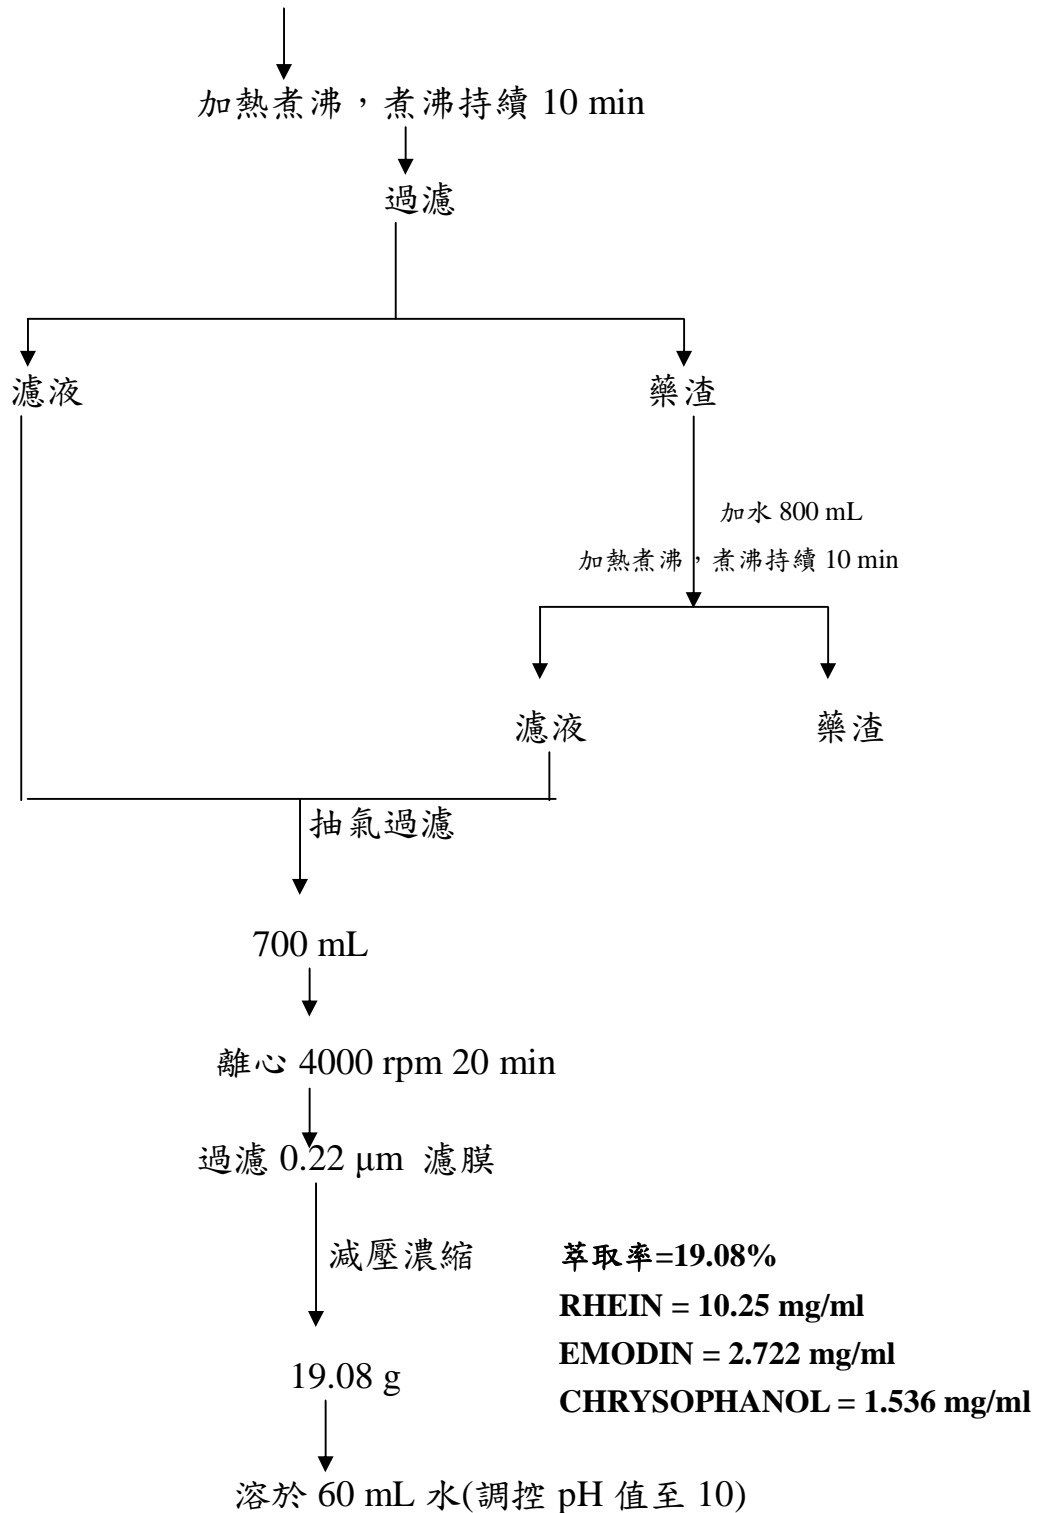 加熱煮沸，煮沸持續 10 min
過濾
濾液
藥渣
加水 800 mL
加熱煮沸，煮沸持續 10 min
濾液
藥渣
抽氣過濾
700 mL
離心 4000 rpm 20 min
過濾 0.22 μm 濾膜
減壓濃缩
萃取率=19.08%
RHEIN = 10.25 mg/ml
EMODIN = 2.722 mg/ml
CHRYSOPHANOL = 1.536 mg/ml
19.08 g
溶於 60 mL 水(調控 pH 值至 10)